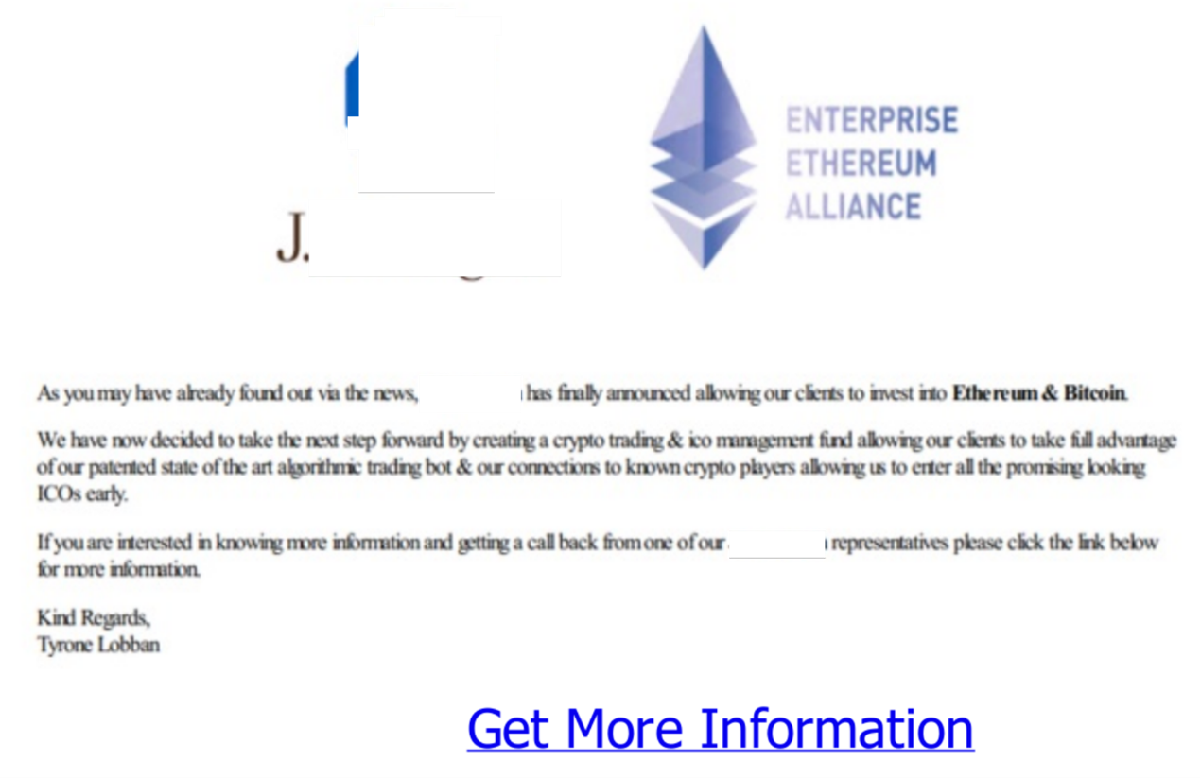 ENTERPRISE
ETHEREUM
ALLIANCE
J.
As you may have already found out via the news, has finally announced allowing our clients to invest into Ethereum & Bitcoin.
We have now decided to take the next step forward by creating a crypto trading & ico management fund allowing our clients to take full advantage
of our patented state of the art algorithmic trading bot & our connections to known crypto players allowing us to enter all the promising looking
ICOs early.
If you are interested in knowing more information and getting a call back from one of our representatives please click the link below
for more information.
Kind Regards,
Tyrone Lobban
Get More Information